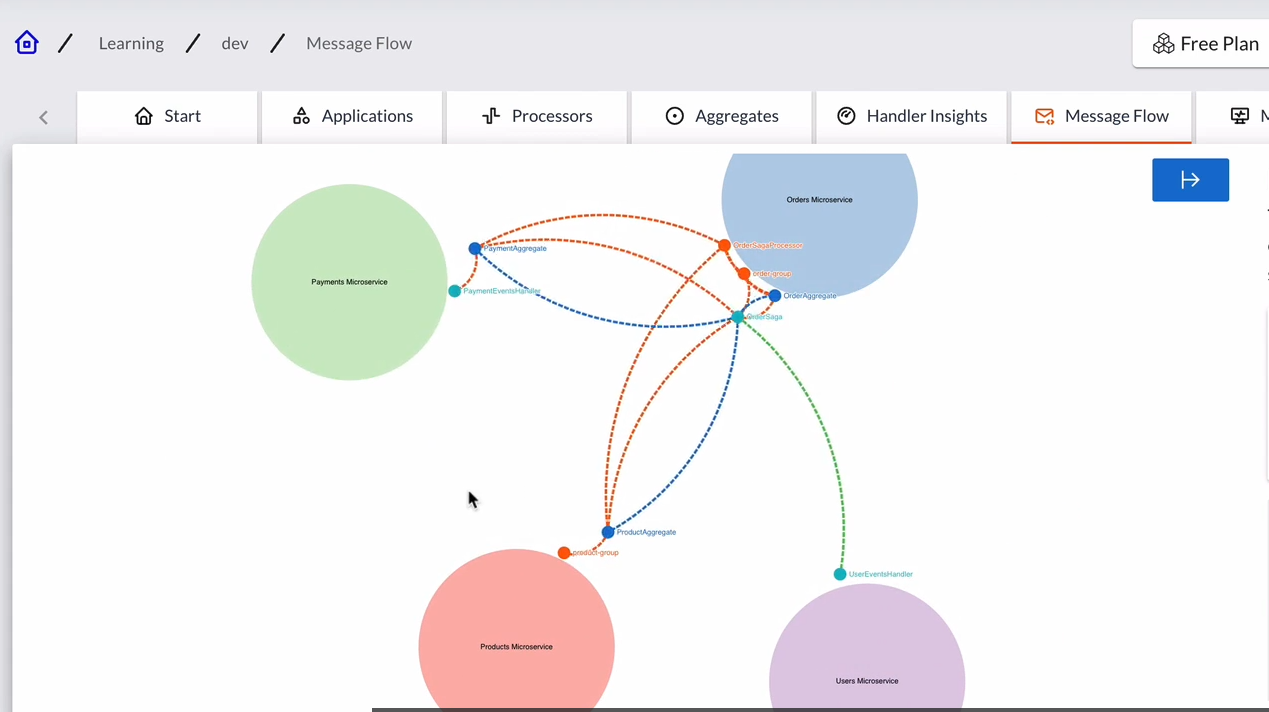 Learning / dev / Message Flow
Free Plan
Start
Applications
Processors
Aggregates
Handler Insights
Message Flow
M
Orders Microservice
OrderSagaProcessor
PaymentAggregate
order-group
Payments Microservice
PaymentEventsHandler
OrderAggregate
OrderSaga
ProductAggregate
product-group
UserEventsHandler
Products Microservice
Users Microservice